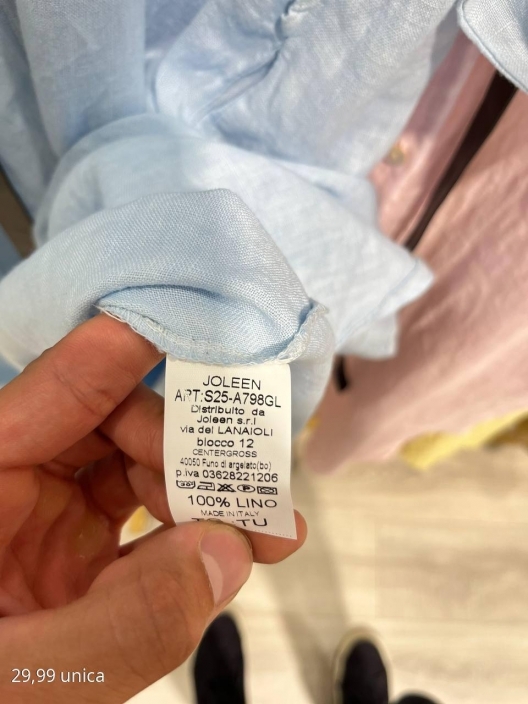 JOLEEN
ART:S25-A798GL
Distribuito da
Joleen s.r.l
via dei LANAIOLI
blocco 12
CENTERGROSS
40050 Funo di argelato(bo)
p.iva 03628221206
100% LINO
MADE IN ITALY
29,99 unica